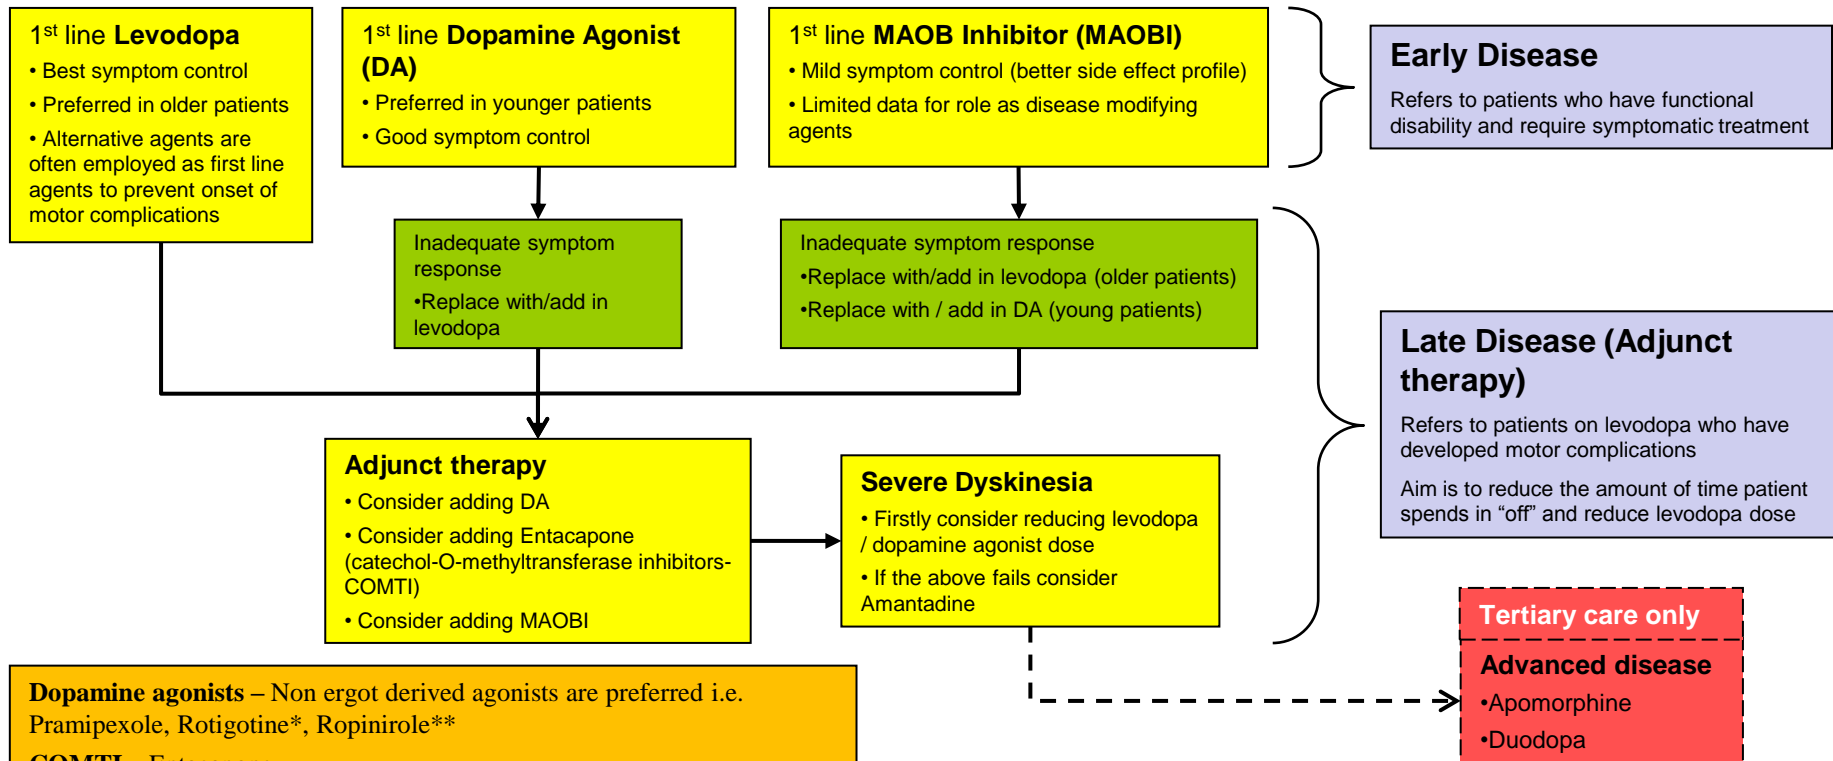 1st line Levodopa
• Best symptom control
• Preferred in older patients
• Alternative agents are
often employed as first line
agents to prevent onset of
motor complications
1st line Dopamine Agonist
(DA)
• Preferred in younger patients
• Good symptom control
1st line MAOB Inhibitor (MAOBI)
• Mild symptom control (better side effect profile)
• Limited data for role as disease modifying
agents
Early Disease
Refers to patients who have functional
disability and require symptomatic treatment
Inadequate symptom
response
•Replace with/add in
levodopa
Inadequate symptom response
•Replace with/add in levodopa (older patients)
•Replace with / add in DA (young patients)
Late Disease (Adjunct
therapy)
Refers to patients on levodopa who have
developed motor complications
Aim is to reduce the amount of time patient
spends in “off” and reduce levodopa dose
Adjunct therapy
• Consider adding DA
• Consider adding Entacapone
(catechol-O-methyltransferase inhibitors-
COMTI)
• Consider adding MAOBI
Severe Dyskinesia
• Firstly consider reducing levodopa
/ dopamine agonist dose
• If the above fails consider
Amantadine
Tertiary care only
Advanced disease
•Apomorphine
•Duodopa
Dopamine agonists – Non ergot derived agonists are preferred i.e.
Pramipexole, Rotigotine*, Ropinirole**
COMTI – Entacapone